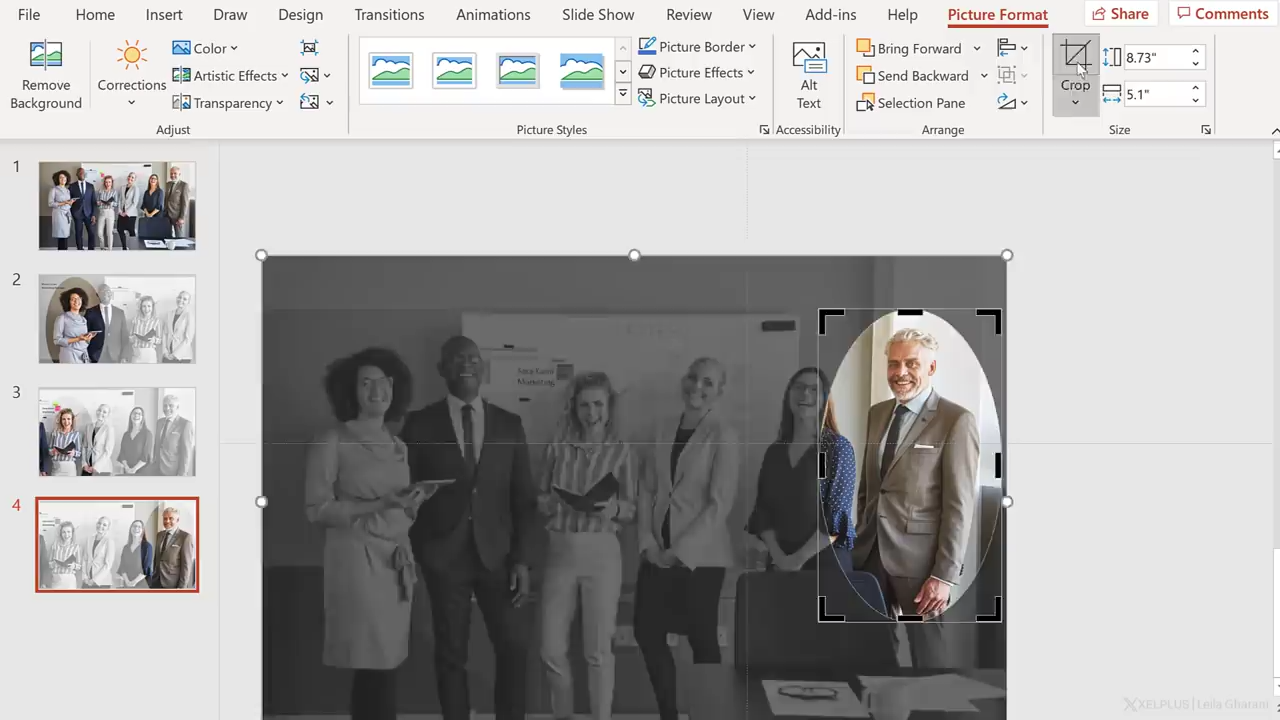 File Home Insert Draw Design Transitions Animations Slide Show Review View Add-ins Help Picture Format Share Comments
Remove Background
Corrections
Color
Artistic Effects
Transparency
Adjust
Picture Styles
Picture Border
Picture Effects
Picture Layout
Alt Text
Accessibility
Bring Forward
Send Backward
Selection Pane
Arrange
Crop
8.73"
5.1"
Size
1
2
3
4
Marketing
XELPLUS | Leila Gharani